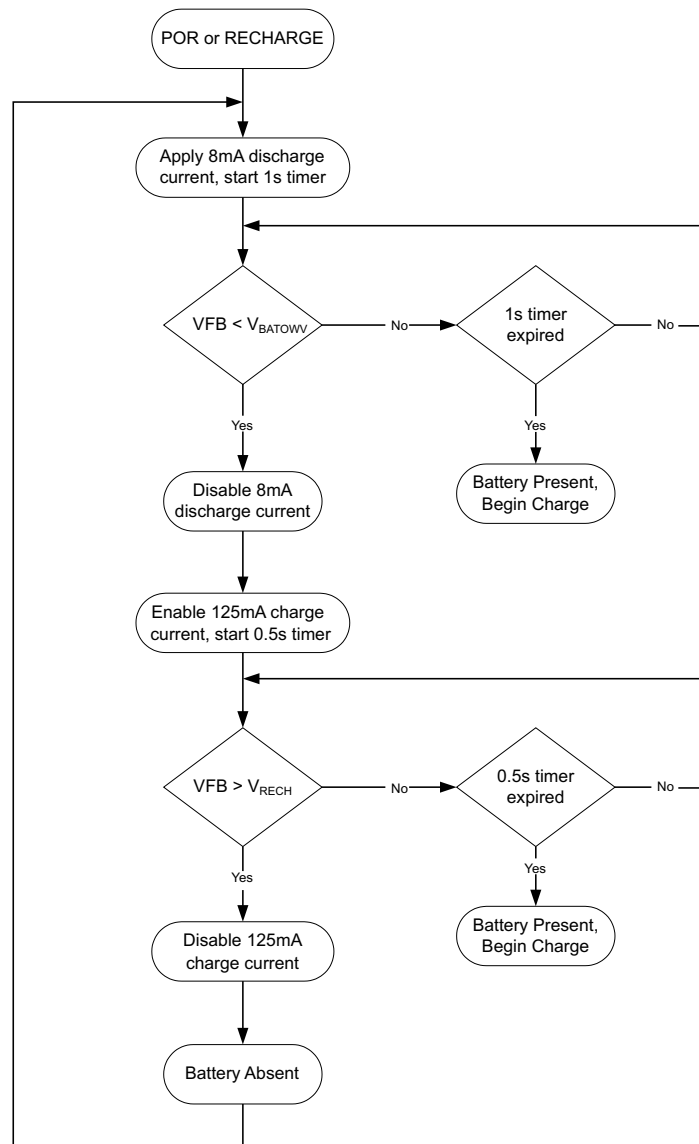 POR or RECHARGE
Apply 8mA discharge
current, start 1s timer
VFB < VBATOWV
No
1s timer
expired
No
Yes
Yes
Disable 8mA
discharge current
Battery Present,
Begin Charge
Enable 125mA charge
current, start 0.5s timer
VFB > VRECH
No
0.5s timer
expired
No
Yes
Yes
Disable 125mA
charge current
Battery Present,
Begin Charge
Battery Absent